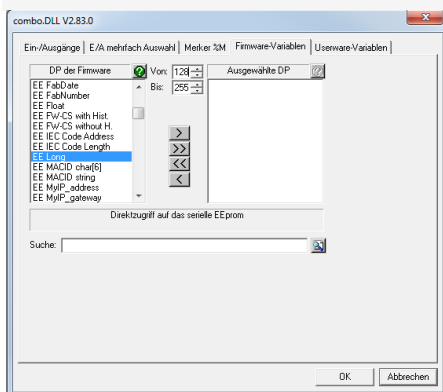 combo.DLL V2.83.0
Ein-/Ausgänge E/A mehrfach Auswahl Merker %M Firmware-Variablen Userware-Variablen
DP der Firmware Von: 128 Ausgewählte DP
Bis: 255
EE FabDate
EE FabNumber
EE Float
EE FW-CS with Hist.
EE FW-CS without H.
EE IEC Code Address
EE IEC Code Length
EE Long
EE MACID char[6]
EE MACID string
EE MyIP_address
EE MyIP_gateway
>
>>
<<
<
Direktzugriff auf das serielle EEprom
Suche:
OK Abbrechen